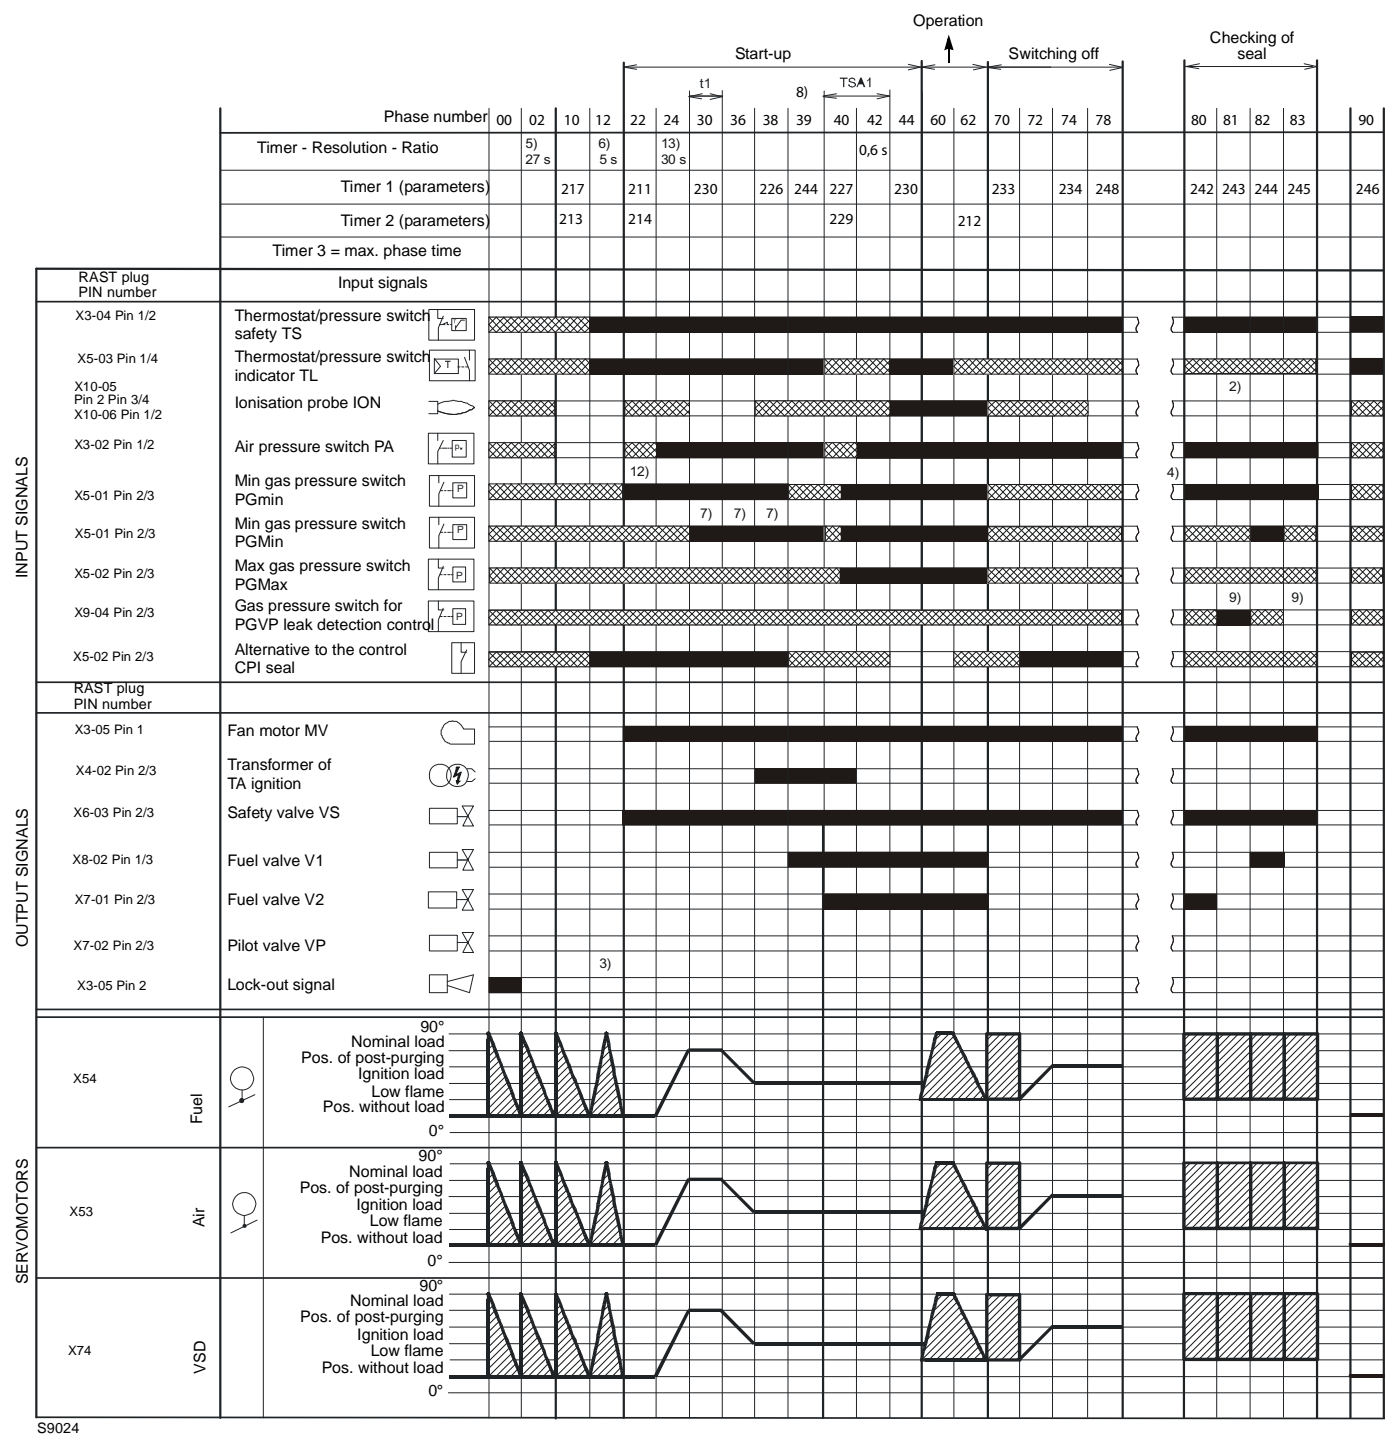 Operation
Start-up
Switching off
Checking of
seal
t1
8)
TSA1
Phase number 00 02 10 12 22 24 30 36 38 39 40 42 44 60 62 70 72 74 78 80 81 82 83 90
Timer - Resolution - Ratio 5) 6) 13) 0,6 s
27 s 5 s 30 s
Timer 1 (parameters) 217 211 230 226 244 227 230 233 234 248 242 243 244 245 246
Timer 2 (parameters) 213 214 229 212
Timer 3 = max. phase time
RAST plug
PIN number
Input signals
INPUT SIGNALS
X3-04 Pin 1/2
Thermostat/pressure switch
safety TS
X5-03 Pin 1/4
Thermostat/pressure switch
indicator TL
T
2)
X10-05
Pin 2 Pin 3/4
X10-06 Pin 1/2
Ionisation probe ION
X3-02 Pin 1/2
Air pressure switch PA
P
12)
4)
X5-01 Pin 2/3
Min gas pressure switch
PGmin
P
7) 7) 7)
X5-01 Pin 2/3
Min gas pressure switch
PGMin
P
X5-02 Pin 2/3
Max gas pressure switch
PGMax
P
9) 9)
X9-04 Pin 2/3
Gas pressure switch for
PGVP leak detection control
P
X5-02 Pin 2/3
Alternative to the control
CPI seal
RAST plug
PIN number
OUTPUT SIGNALS
X3-05 Pin 1
Fan motor MV
X4-02 Pin 2/3
Transformer of
TA ignition
X6-03 Pin 2/3
Safety valve VS
X8-02 Pin 1/3
Fuel valve V1
X7-01 Pin 2/3
Fuel valve V2
X7-02 Pin 2/3
Pilot valve VP
3)
X3-05 Pin 2
Lock-out signal
SERVOMOTORS
X54
Fuel
90°
Nominal load
Pos. of post-purging
Ignition load
Low flame
Pos. without load
0°
X53
Air
90°
Nominal load
Pos. of post-purging
Ignition load
Low flame
Pos. without load
0°
X74
VSD
90°
Nominal load
Pos. of post-purging
Ignition load
Low flame
Pos. without load
0°
S9024